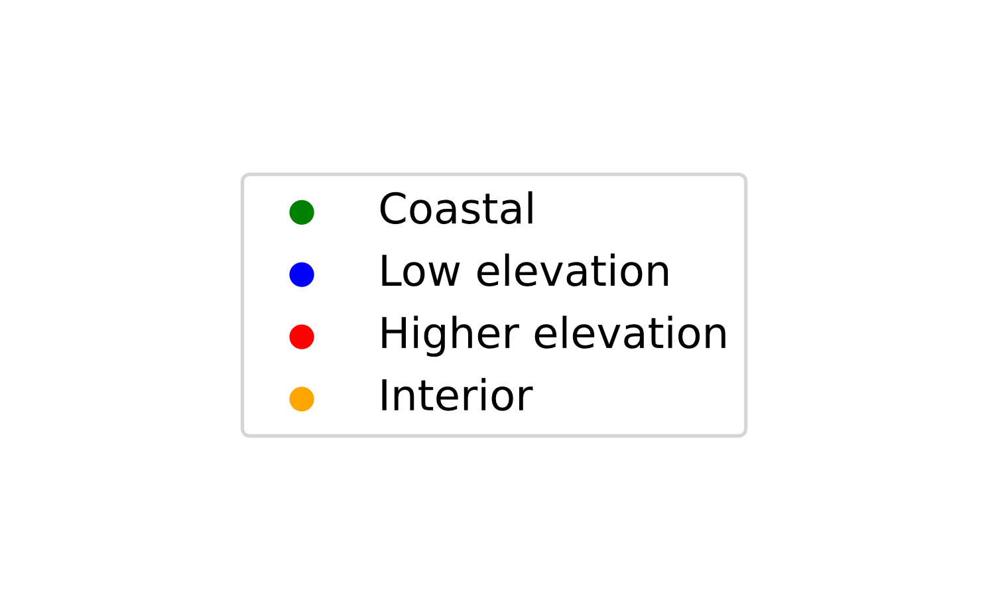 Coastal
Low elevation
Higher elevation
Interior